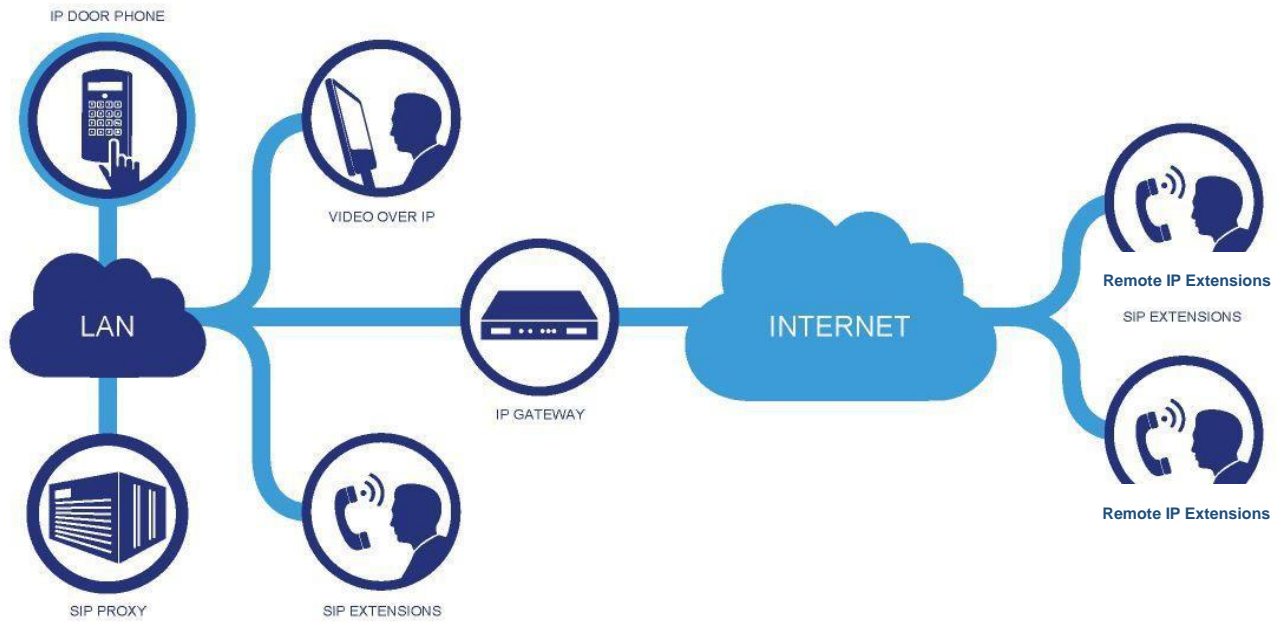 IP DOOR PHONE
VIDEO OVER IP
LAN
INTERNET
Remote IP Extensions
SIP EXTENSIONS
IP GATEWAY
Remote IP Extensions
SIP PROXY
SIP EXTENSIONS